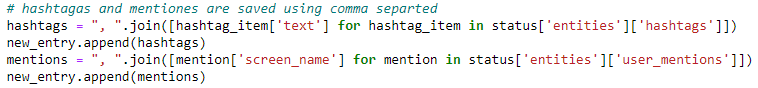 # hashtagas and mentiones are saved using comma separted
hashtags = ", ".join([hashtag_item['text'] for hashtag_item in status['entities']['hashtags']])
new_entry.append(hashtags)
mentions = ", ".join([mention['screen_name'] for mention in status['entities']['user_mentions']])
new_entry.append(mentions)